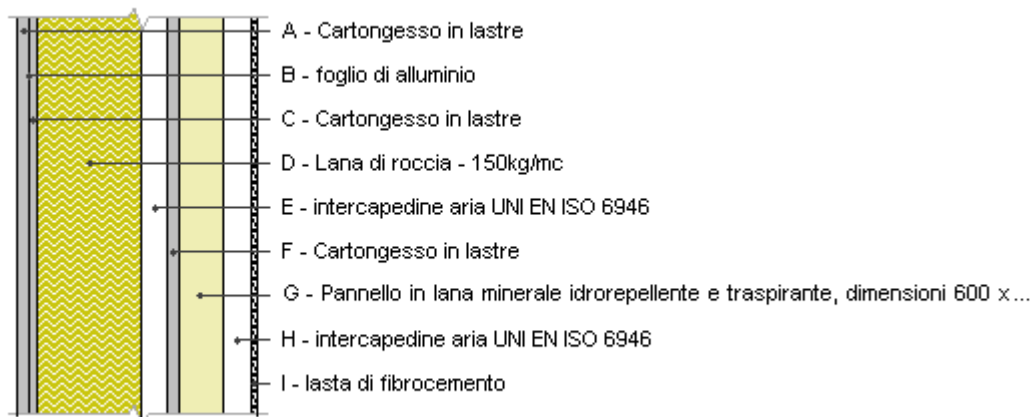 A - Cartongesso in lastre
B - foglio di alluminio
C - Cartongesso in lastre
D - Lana di roccia - 150kg/mc
E - intercapedine aria UNI EN ISO 6946
F - Cartongesso in lastre
G - Pannello in lana minerale idrorepellente e traspirante, dimensioni 600 x...
H - intercapedine aria UNI EN ISO 6946
I - lasta di fibrocemento